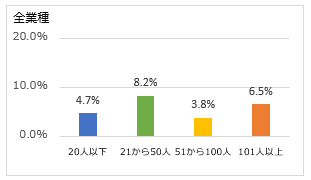 全業種
20.0%
10.0%
0.0%
4.7%
8.2%
3.8%
6.5%
20人以下
21から50人
51から100人
101人以上